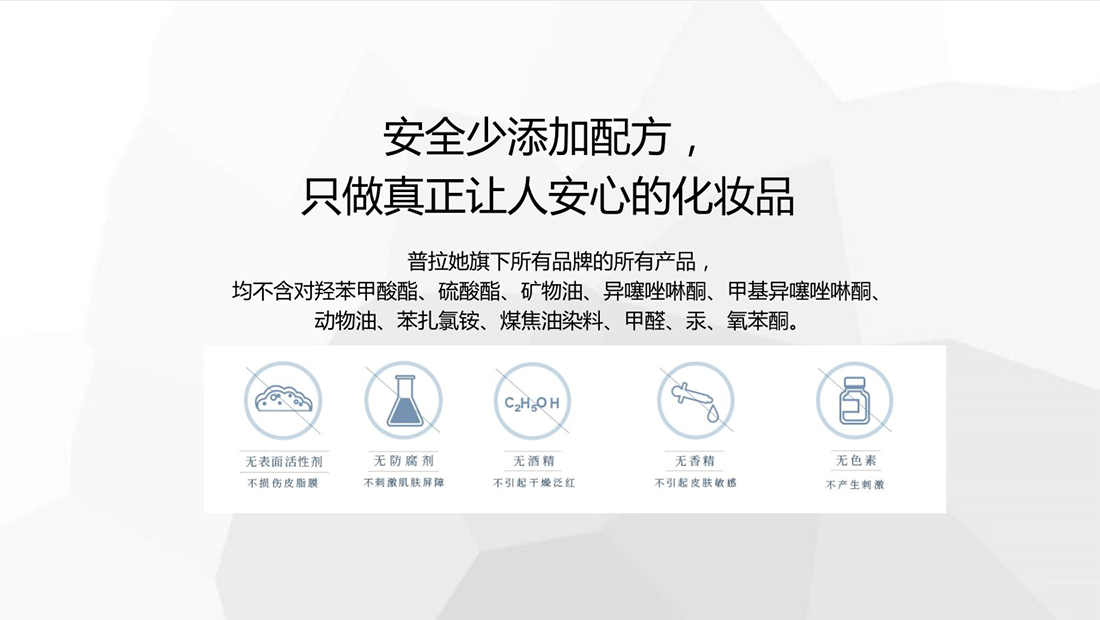 安全少添加配方，
只做真正让人安心的化妆品
普拉她旗下所有品牌的所有产品，
均不含对羟苯甲酸酯、硫酸酯、矿物油、异噻唑啉酮、甲基异噻唑啉酮、
动物油、苯扎氯铵、煤焦油染料、甲醛、汞、氧苯酮。
C₂H₅OH
无表面活性剂
无防腐剂
无酒精
无香精
无色素
不损伤皮脂膜
不刺激肌肤屏障
不引起干燥泛红
不引起皮肤敏感
不产生刺激